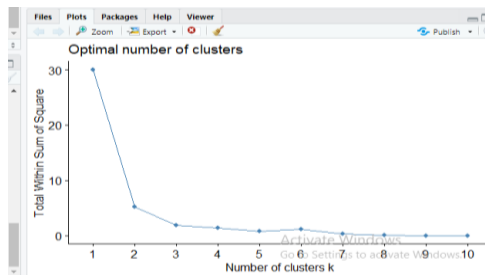 Files Plots Packages Help Viewer
Zoom Export Publish
Optimal number of clusters
30
20
10
0
Total Within Sum of Square
1 2 3 4 5 6 7 8 9 10
Number of clusters k
Activate Windows
Go to Settings to activate Windows.